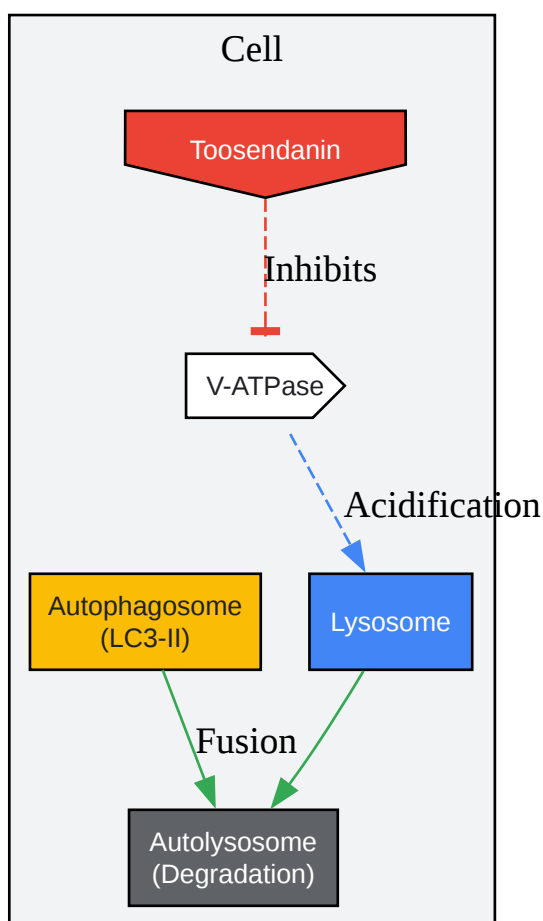 Cell
Toosendanin
Inhibits
V-ATPase
Acidification
Autophagosome
(LC3-II)
Lysosome
Fusion
Autolysosome
(Degradation)